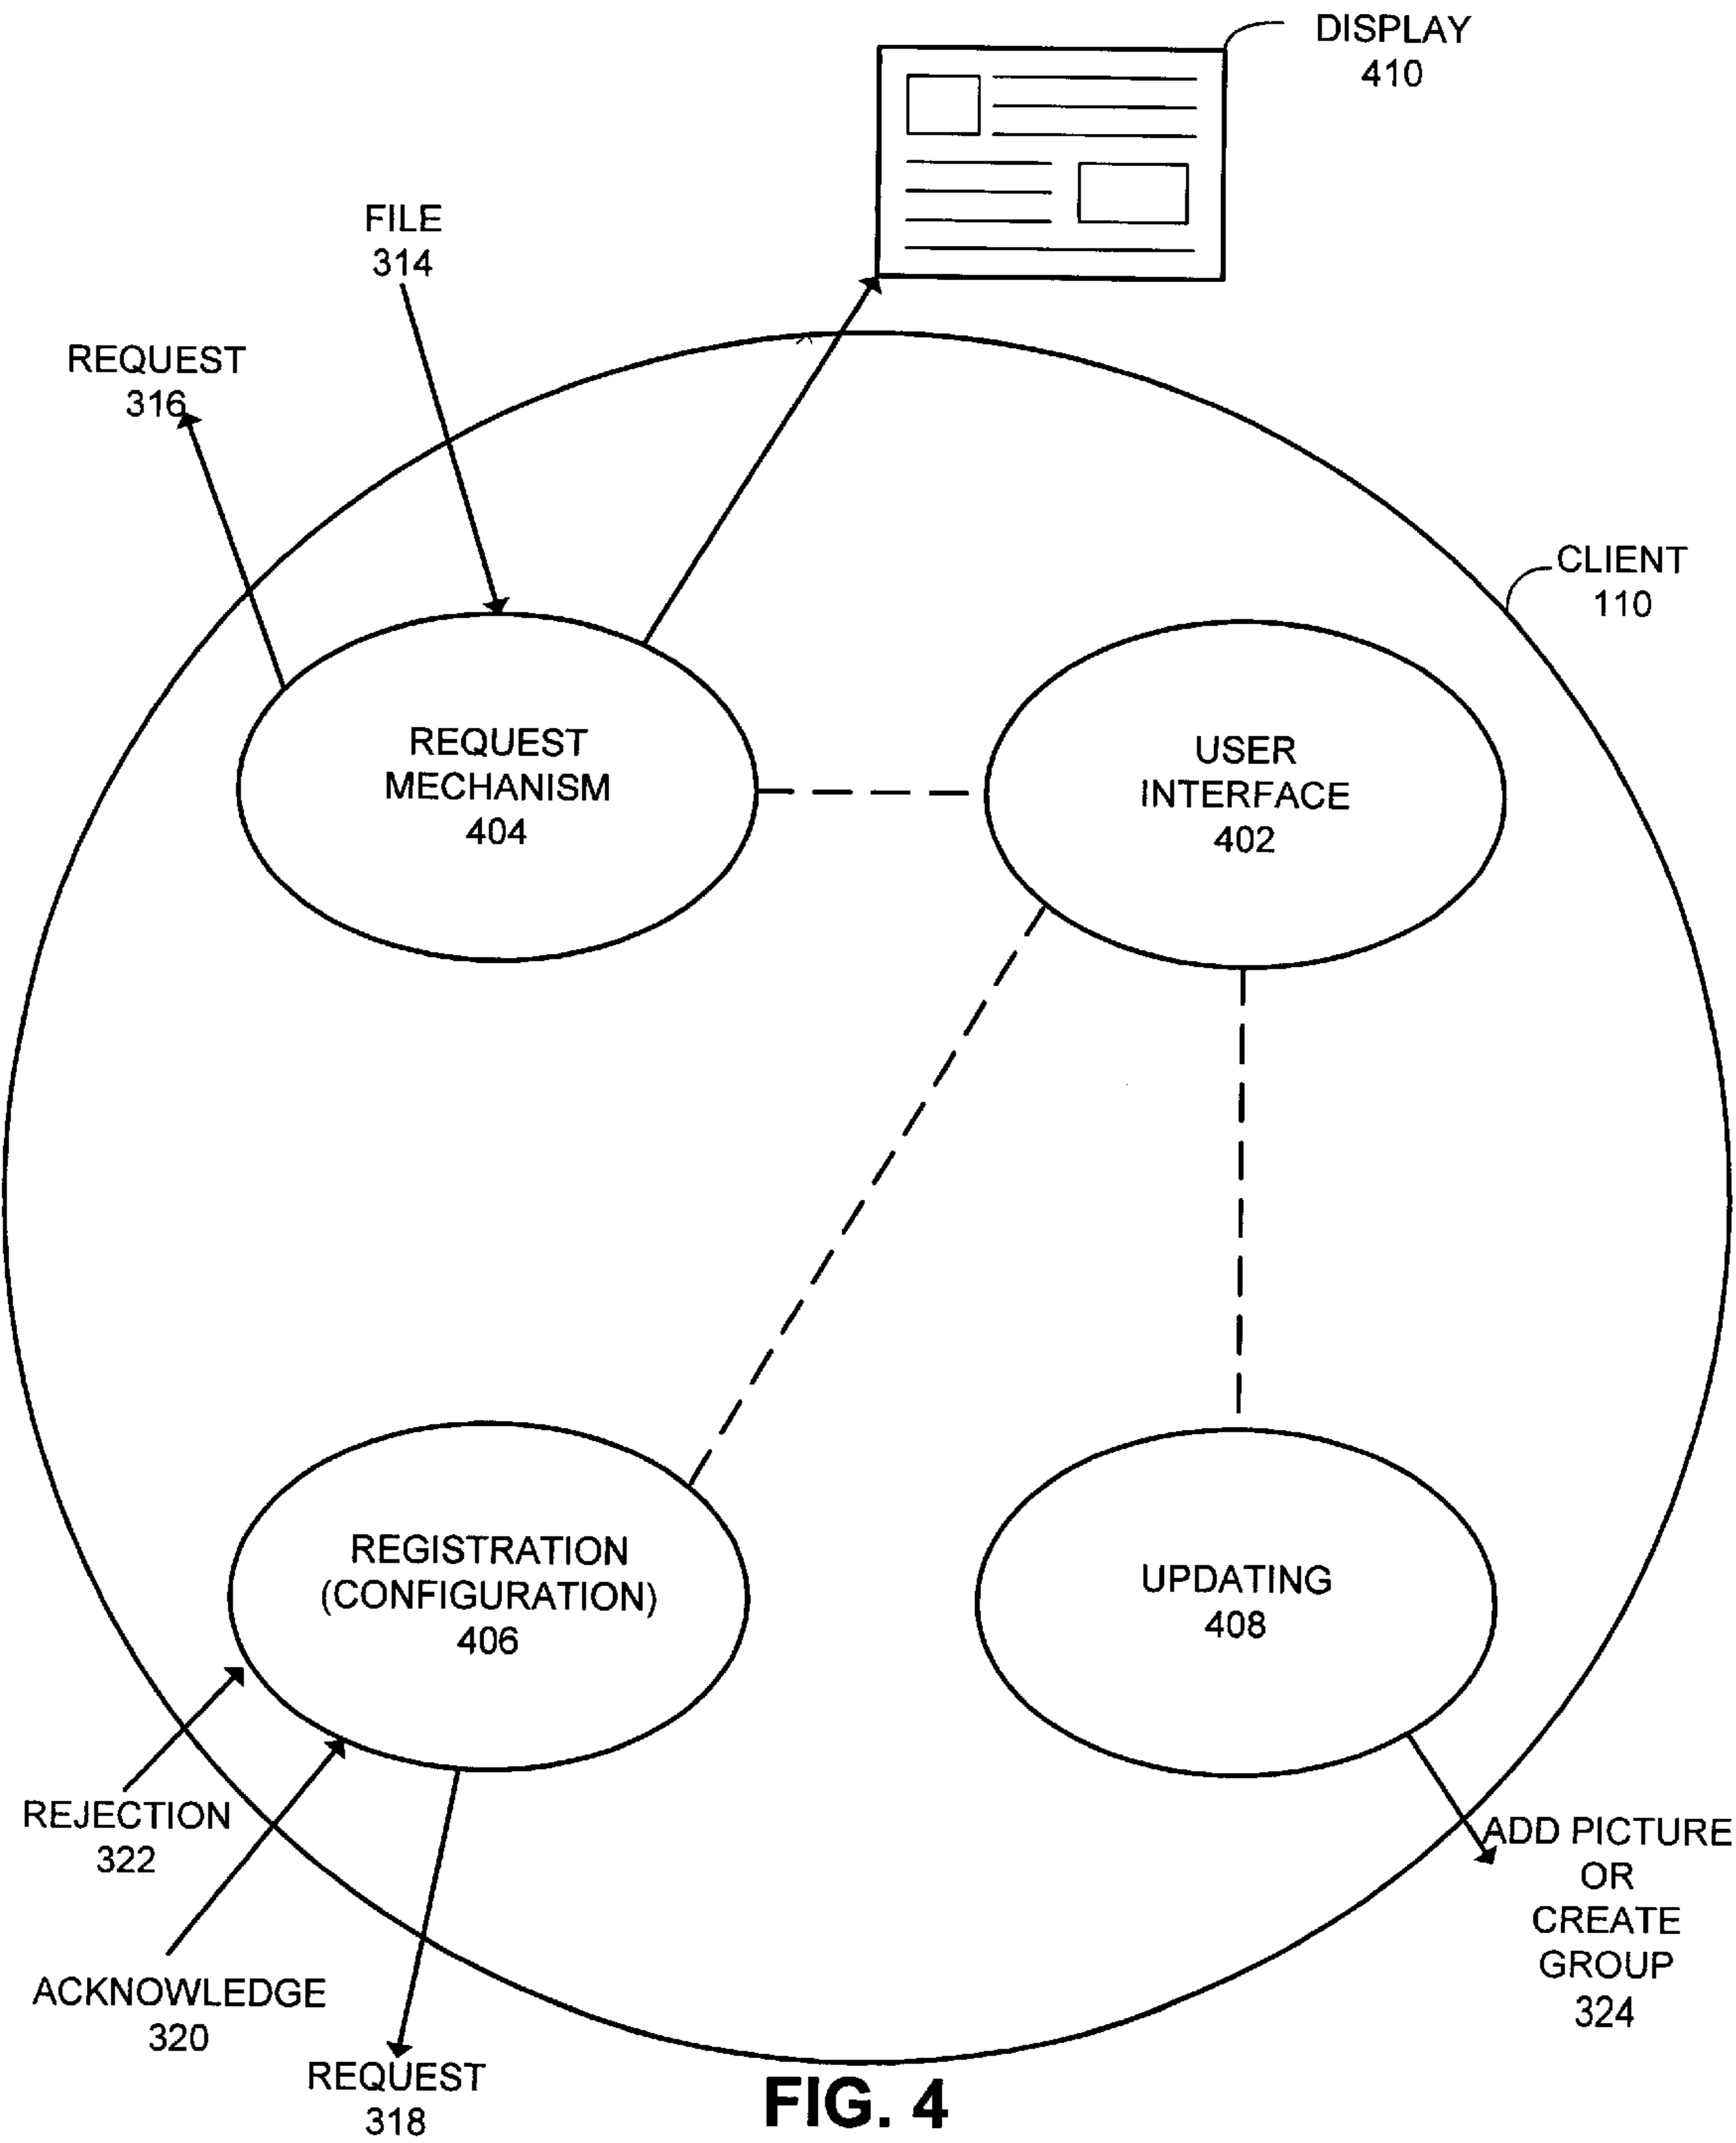 DISPLAY
410
FILE
314
REQUEST
316
CLIENT
110
REQUEST
MECHANISM
404
USER
INTERFACE
402
REGISTRATION
(CONFIGURATION)
406
UPDATING
408
REJECTION
322
ADD PICTURE
OR
CREATE
GROUP
324
ACKNOWLEDGE
320
REQUEST
318
FIG. 4